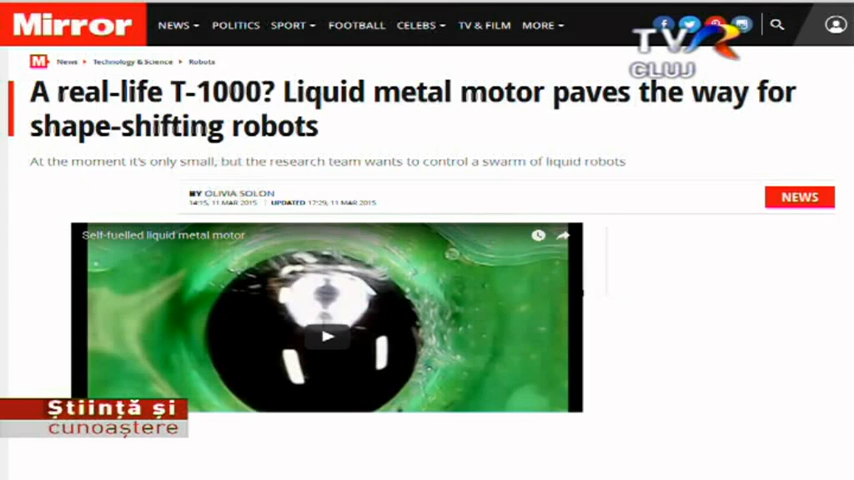 Mirror
NEWS POLITICS SPORT FOOTBALL CELEBS TV & FILM MORE
TVR
CLUJ
M News Technology & Science Robots
A real-life T-1000? Liquid metal motor paves the way for
shape-shifting robots
At the moment it's only small, but the research team wants to control a swarm of liquid robots
BY OLIVIA SOLON
14:15, 11 MAR 2015 UPDATED 17:29, 11 MAR 2015
NEWS
Self-fuelled liquid metal motor
Știință și
cunoaștere